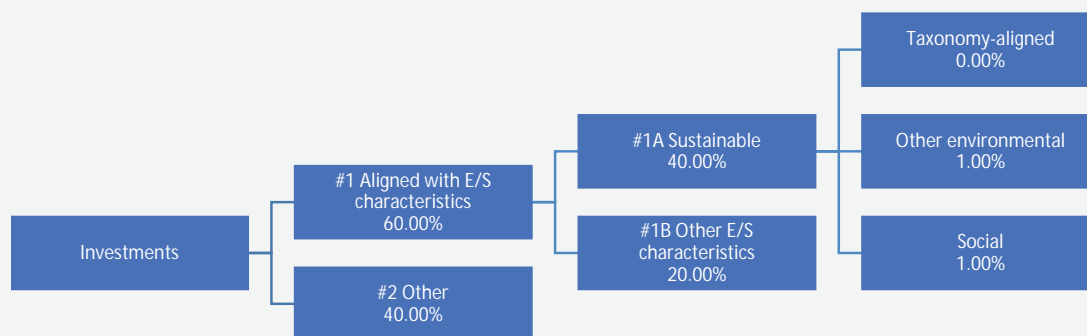 Investments
#1 Aligned with E/S
characteristics
60.00%
#2 Other
40.00%
#1A Sustainable
40.00%
#1B Other E/S
characteristics
20.00%
Taxonomy-aligned
0.00%
Other environmental
1.00%
Social
1.00%